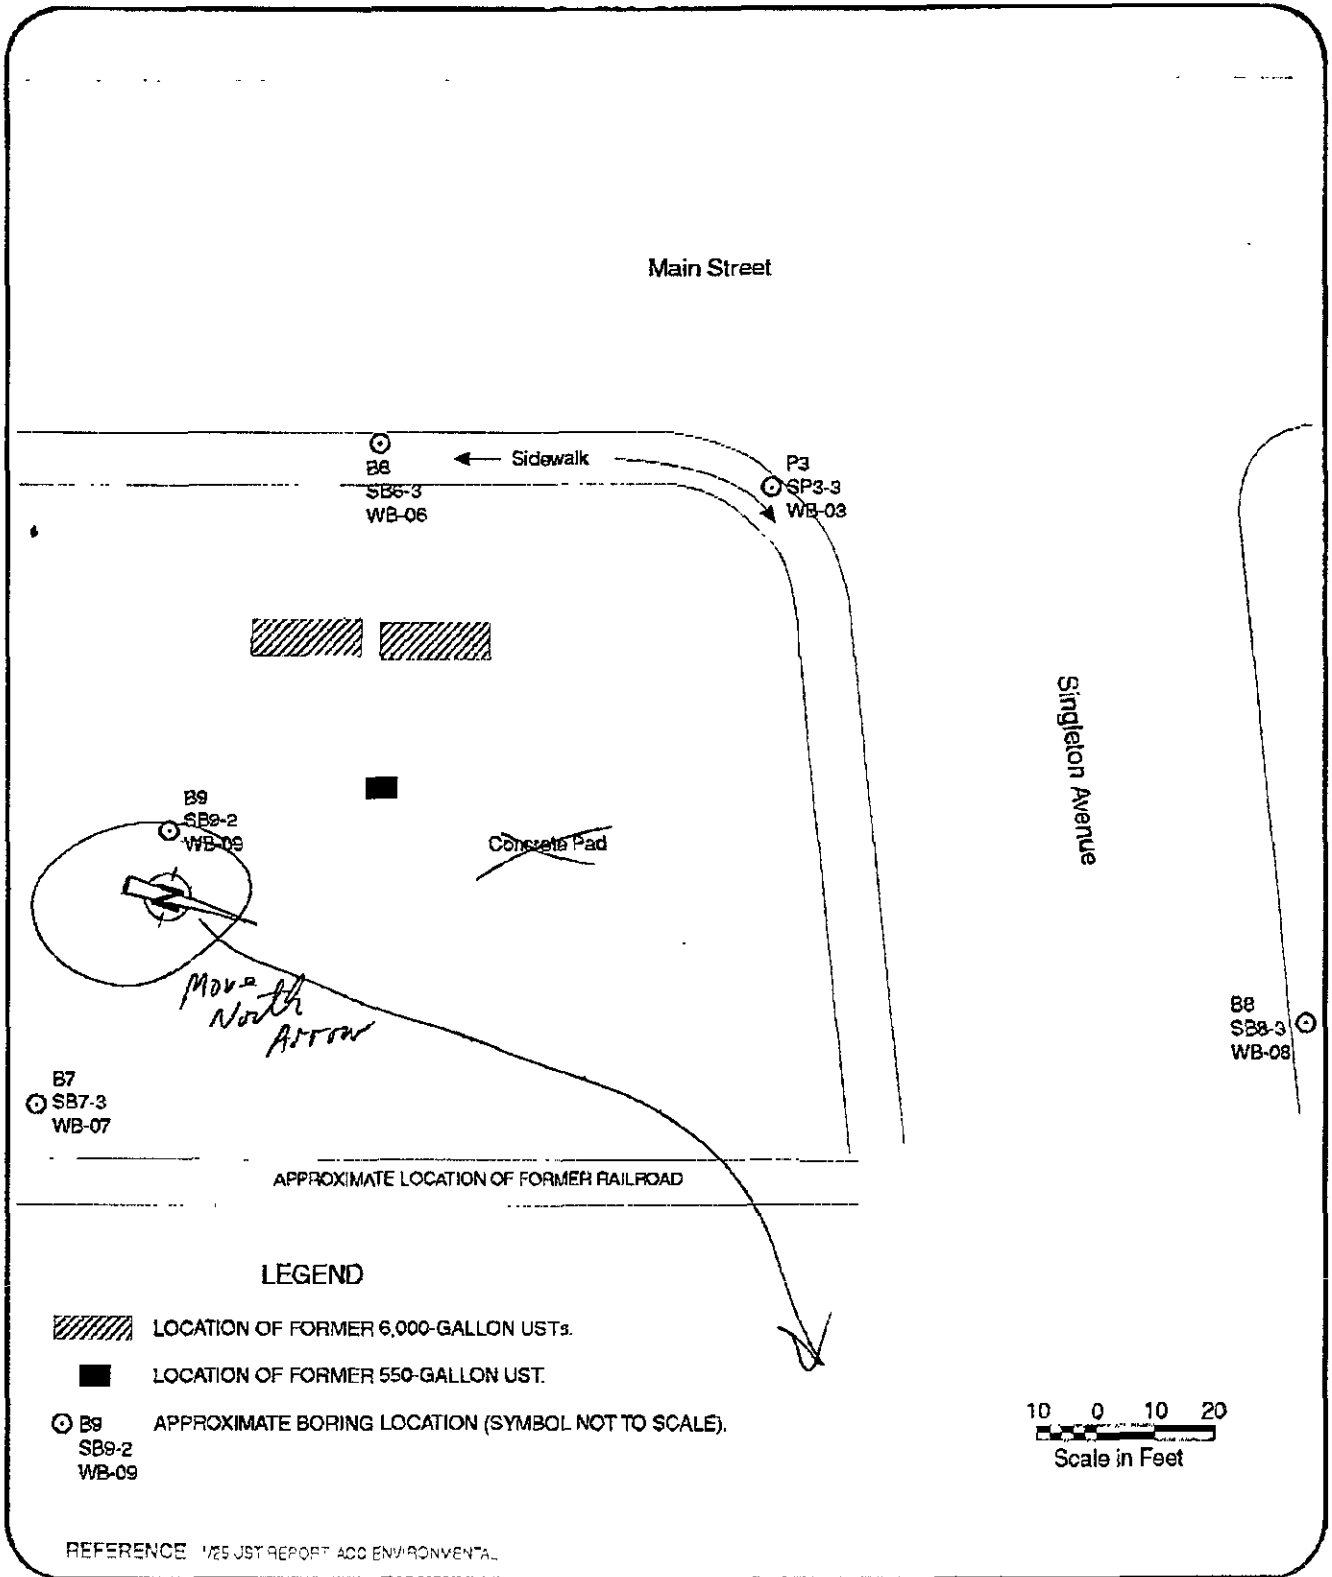 Main Street
B6
SB6-3
WB-06
Sidewalk
P3
SP3-3
WB-03
Singleton Avenue
B9
SB9-2
WB-09
Concrete Pad
Move
North
Arrow
B8
SB8-3
WB-08
B7
SB7-3
WB-07
APPROXIMATE LOCATION OF FORMER RAILROAD
LEGEND
LOCATION OF FORMER 6,000-GALLON USTs.
LOCATION OF FORMER 550-GALLON UST.
B9 APPROXIMATE BORING LOCATION (SYMBOL NOT TO SCALE).
SB9-2
WB-09
10 0 10 20
Scale in Feet
REFERENCE REPORT ACC ENVIRONMENTAL